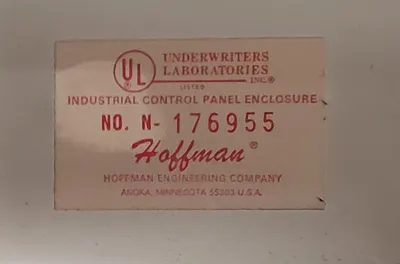 UL ®
UNDERWRITERS
LABORATORIES
INC.®
LISTED
INDUSTRIAL CONTROL PANEL ENCLOSURE
NO. N- 176955
Hoffman®
HOFFMAN ENGINEERING COMPANY
ANOKA, MINNESOTA 55303 U.S.A.